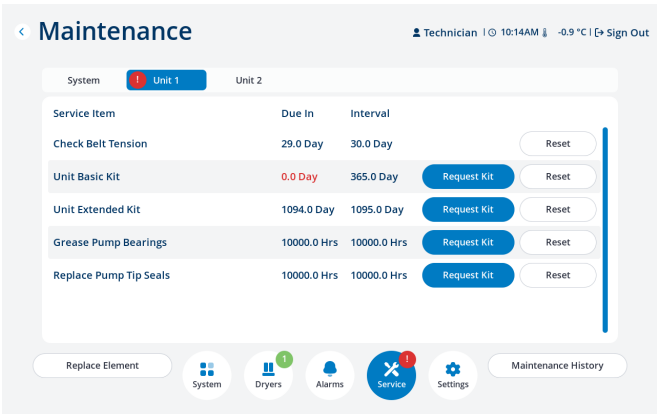 Maintenance
Technician | 10:14AM -0.9 °C | Sign Out
System ! Unit 1 Unit 2
Service Item Due In Interval
Check Belt Tension 29.0 Day 30.0 Day Reset
Unit Basic Kit 0.0 Day 365.0 Day Request Kit Reset
Unit Extended Kit 1094.0 Day 1095.0 Day Request Kit Reset
Grease Pump Bearings 10000.0 Hrs 10000.0 Hrs Request Kit Reset
Replace Pump Tip Seals 10000.0 Hrs 10000.0 Hrs Request Kit Reset
1 !
Replace Element Maintenance History
System Dryers Alarms Service Settings